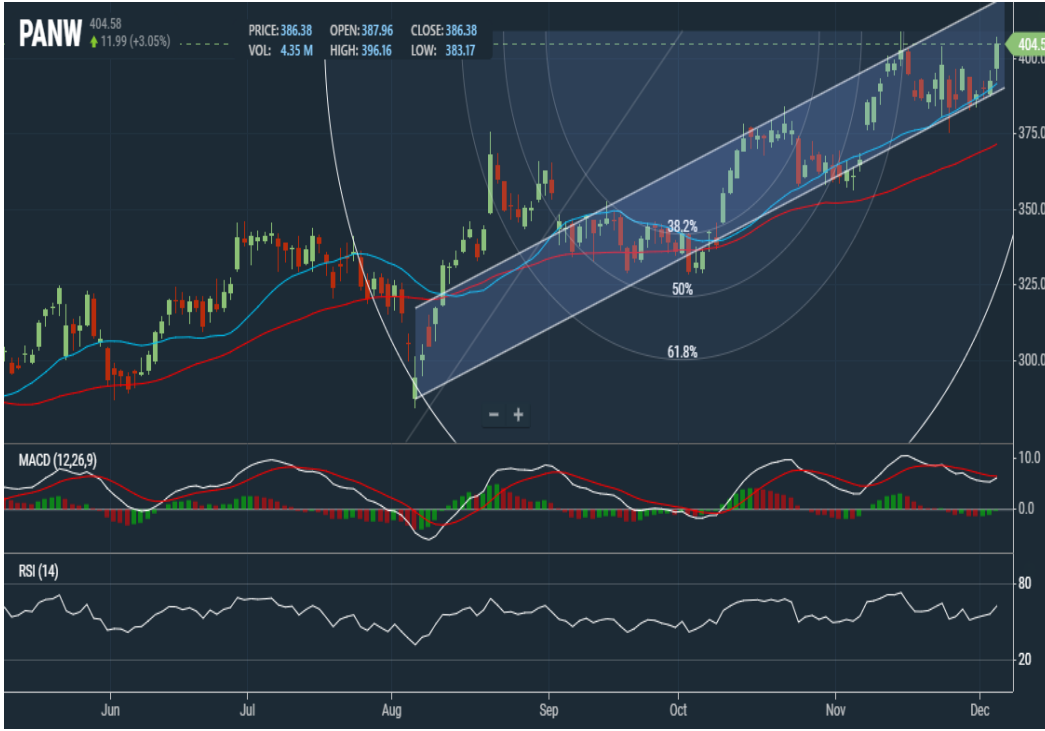 PANW 404.58
11.99 (+3.05%)
PRICE: 386.38 OPEN: 387.96 CLOSE: 386.38
VOL: 4.35 M HIGH: 396.16 LOW: 383.17
404.5
400.0
375.0
350.0
325.0
300.0
38.2%
50%
61.8%
− +
MACD (12,26,9)
10.0
0.0
RSI (14)
80
20
Jun Jul Aug Sep Oct Nov Dec